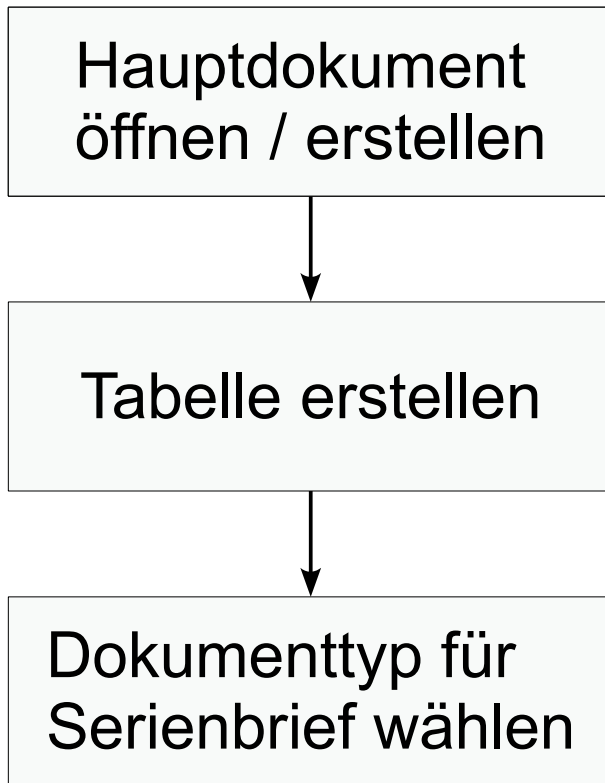 Hauptdokument
öffnen / erstellen
Tabelle erstellen
Dokumenttyp für
Serienbrief wählen